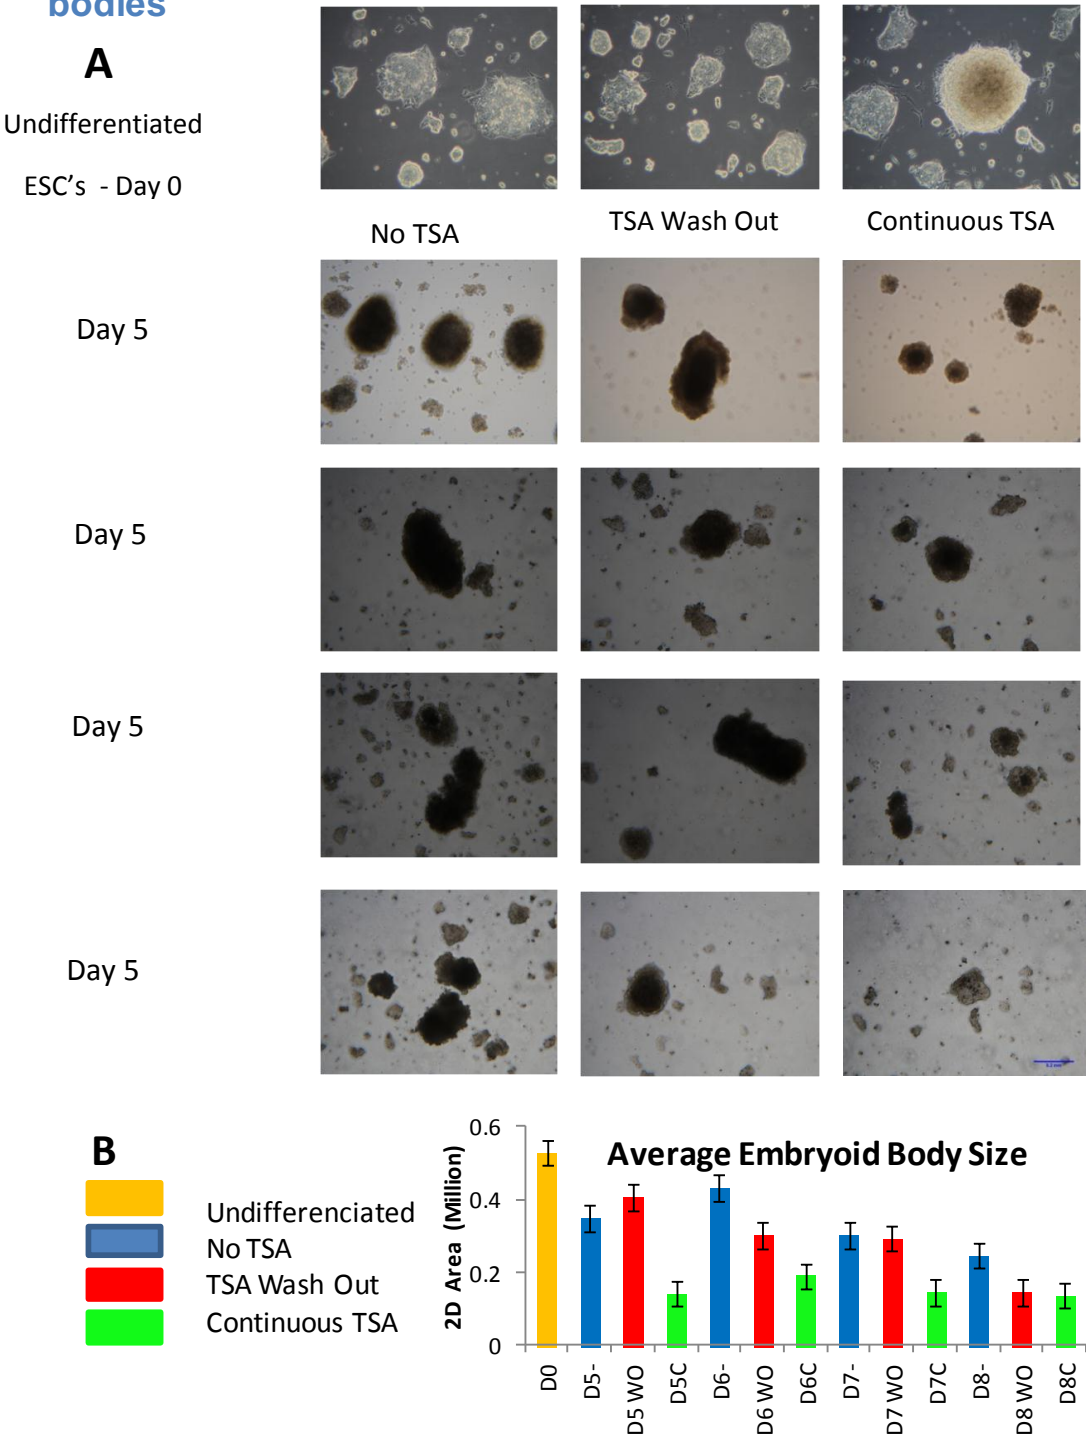 bodies
A
Undifferentiated
ESC's - Day 0
No TSA
TSA Wash Out
Continuous TSA
Day 5
Day 5
Day 5
Day 5
B
Undifferenciated
No TSA
TSA Wash Out
Continuous TSA
Average Embryoid Body Size
2D Area (Million)
0.6
0.4
0.2
0
D0
D5-
D5 WO
D5C
D6-
D6 WO
D6C
D7-
D7 WO
D7C
D8-
D8 WO
D8C